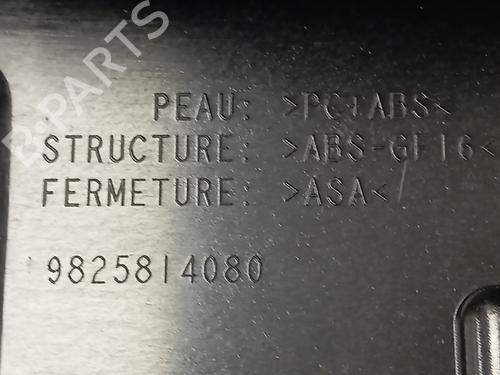 B-PARTS
PEAU: >PC+ABS<
STRUCTURE: >ABS-GF16<
FERMETURE: >ASA<
9825814080